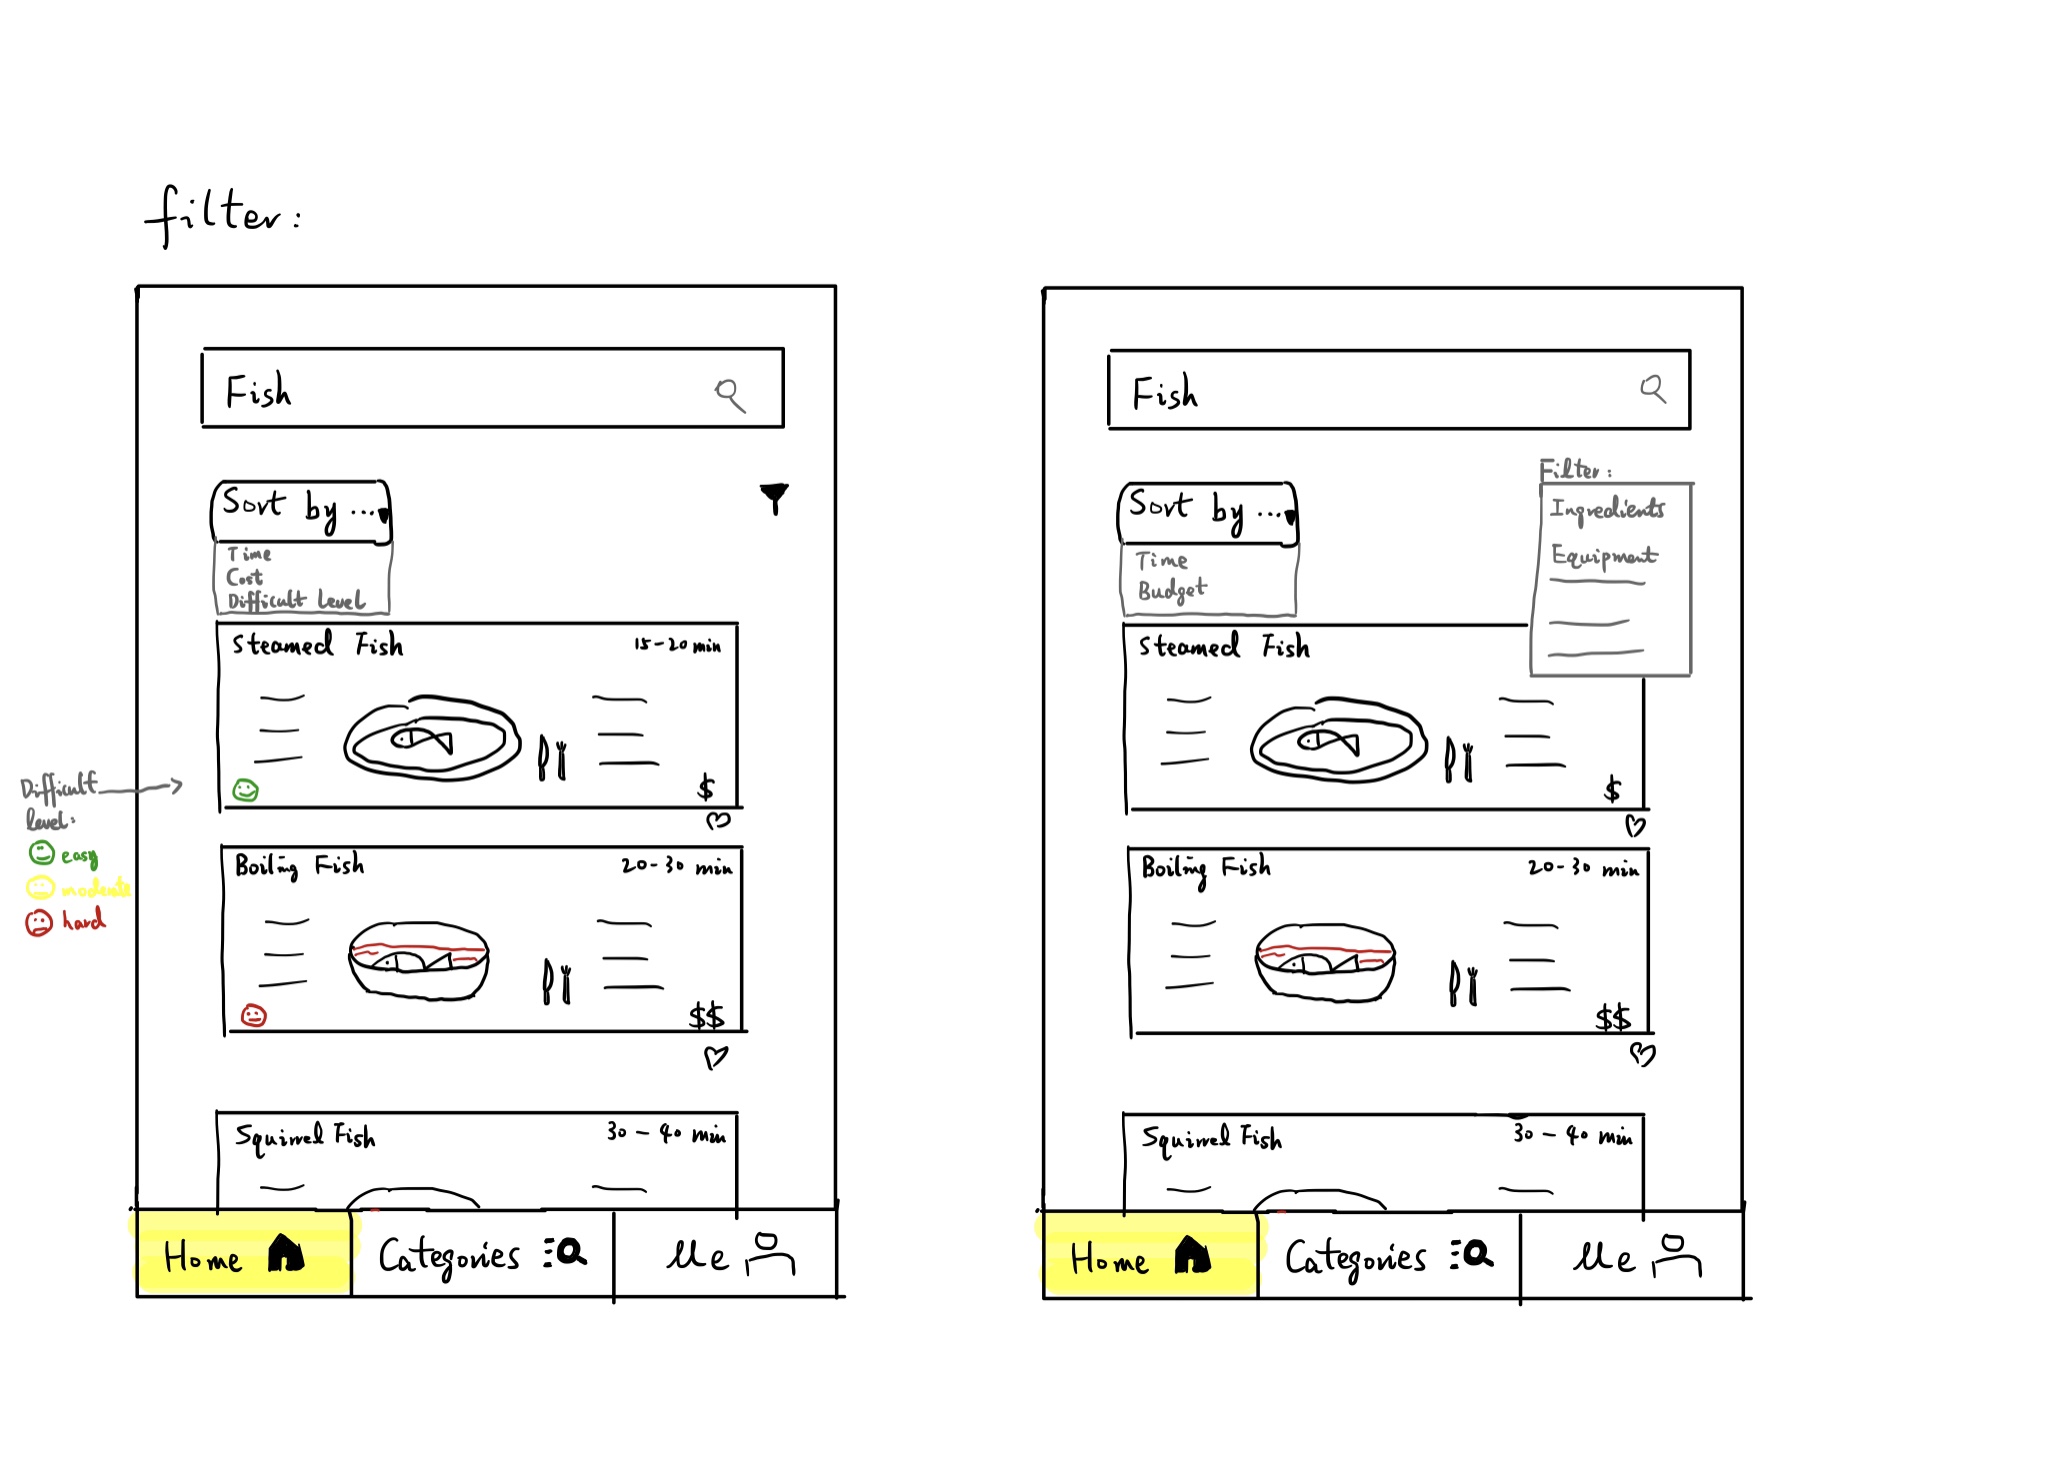 filter:
Fish
Sort by ...
Time
Cost
Difficult level
Steamed Fish 15-20 min
$
Difficult
level:
easy
moderate
hard
Boiling Fish 20-30 min
$$
Squirrel Fish 30-40 min
Home Categories Me
Fish
Filter:
Ingredients
Equipment
Sort by ...
Time
Budget
Steamed Fish
$
Boiling Fish 20-30 min
$$
Squirrel Fish 30-40 min
Home Categories Me